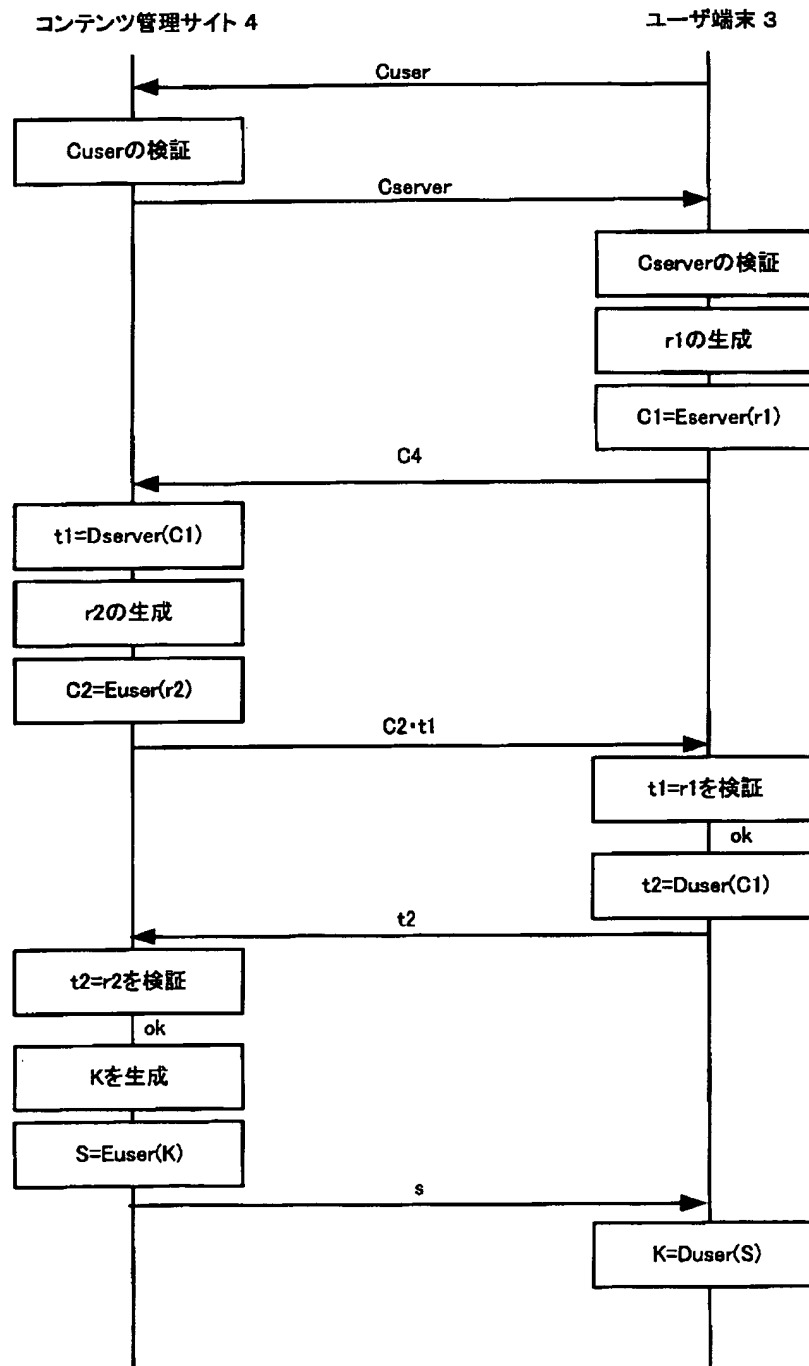 コンテンツ管理サイト 4
ユーザ端末 3
Cuser
Cuserの検証
Cserver
Cserverの検証
r1の生成
C1=Eserver(r1)
C4
t1=Dserver(C1)
r2の生成
C2=Euser(r2)
C2・t1
t1=r1を検証
ok
t2=Duser(C1)
t2
t2=r2を検証
ok
Kを生成
S=Euser(K)
s
K=Duser(S)